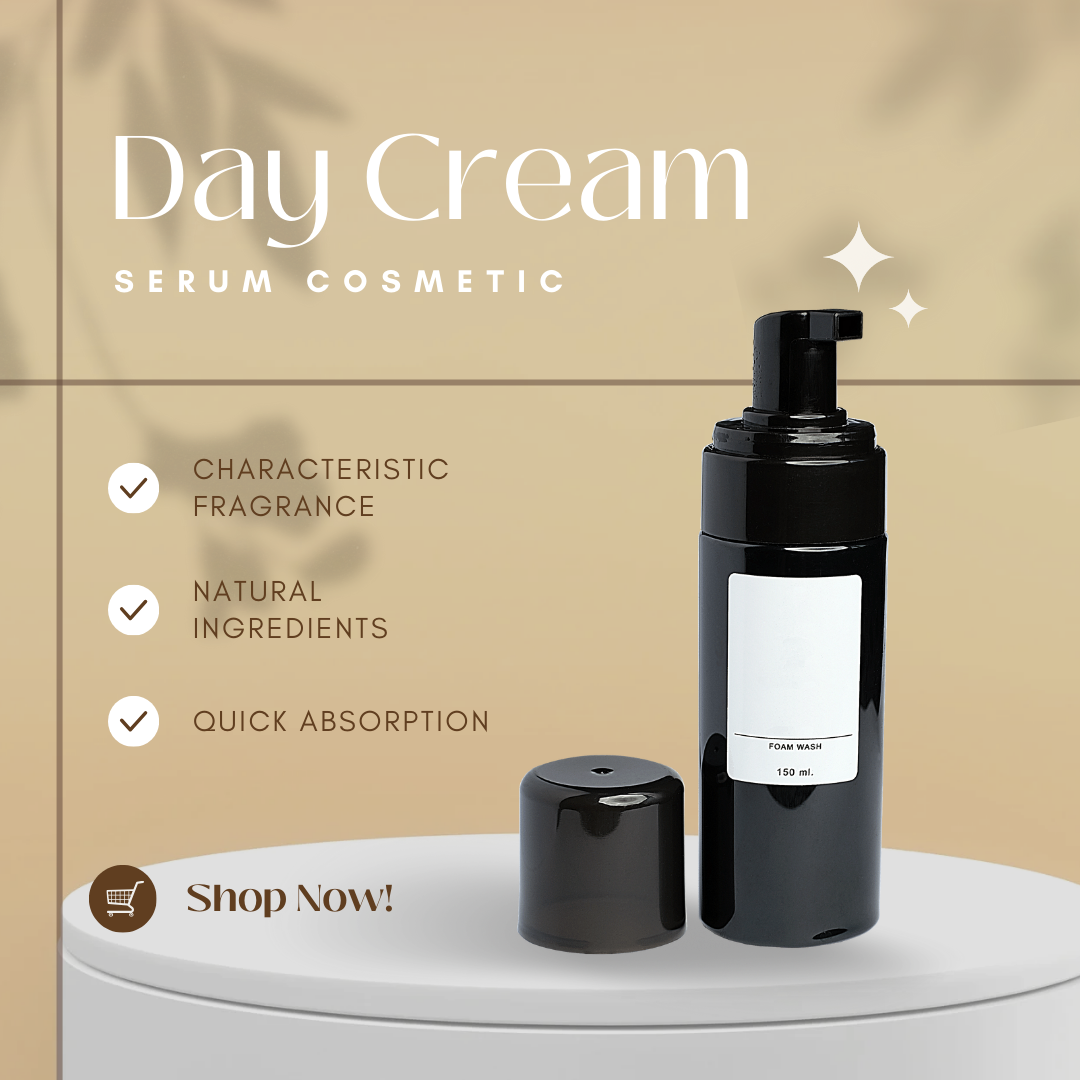 Day Cream
SERUM COSMETIC
CHARACTERISTIC
FRAGRANCE
NATURAL
INGREDIENTS
QUICK ABSORPTION
FOAM WASH
150 ml.
Shop Now!